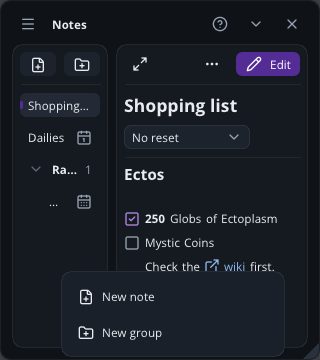 Notes
Edit
Shopping...
Dailies
Ra... 1
...
Shopping list
No reset
Ectos
250 Globs of Ectoplasm
Mystic Coins
Check the wiki first.
New note
New group